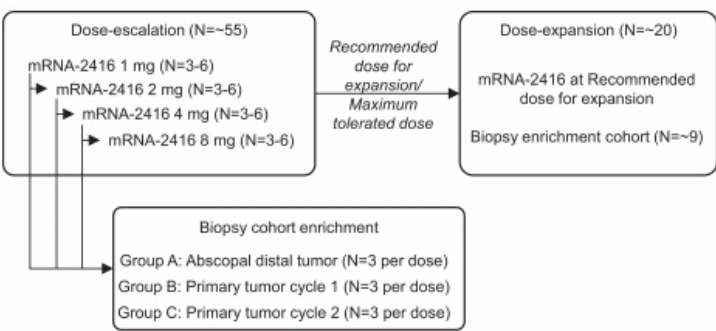 Dose-escalation (N=~55)
mRNA-2416 1 mg (N=3-6)
mRNA-2416 2 mg (N=3-6)
mRNA-2416 4 mg (N=3-6)
mRNA-2416 8 mg (N=3-6)
Recommended
dose for
expansion/
Maximum
tolerated dose
Dose-expansion (N=~20)
mRNA-2416 at Recommended
dose for expansion
Biopsy enrichment cohort (N=~9)
Biopsy cohort enrichment
Group A: Abscopal distal tumor (N=3 per dose)
Group B: Primary tumor cycle 1 (N=3 per dose)
Group C: Primary tumor cycle 2 (N=3 per dose)